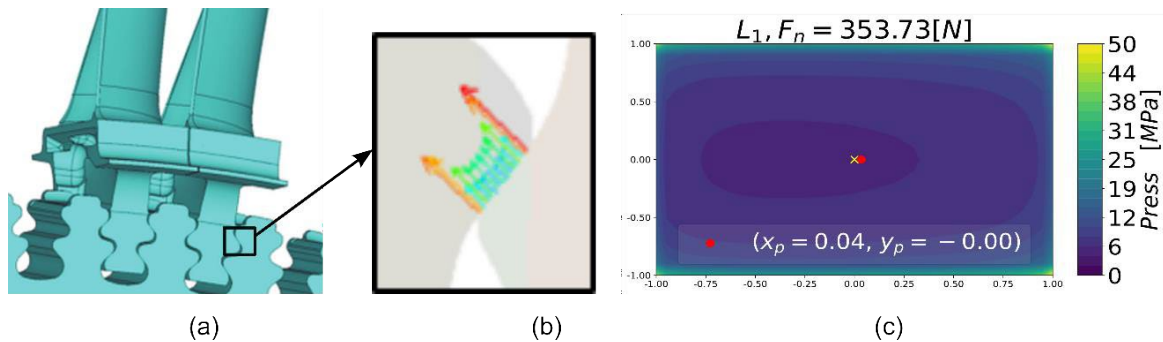 L₁, Fₙ = 353.73[N]
1.00
0.50
0.00
-0.50
-1.00
-1.00 -0.75 -0.50 -0.25 0.00 0.25 0.50 0.75 1.00
(xₚ = 0.04, yₚ = − 0.00)
50
44
38
31
25
19
12
6
0
Press [MPa]
(a) (b) (c)